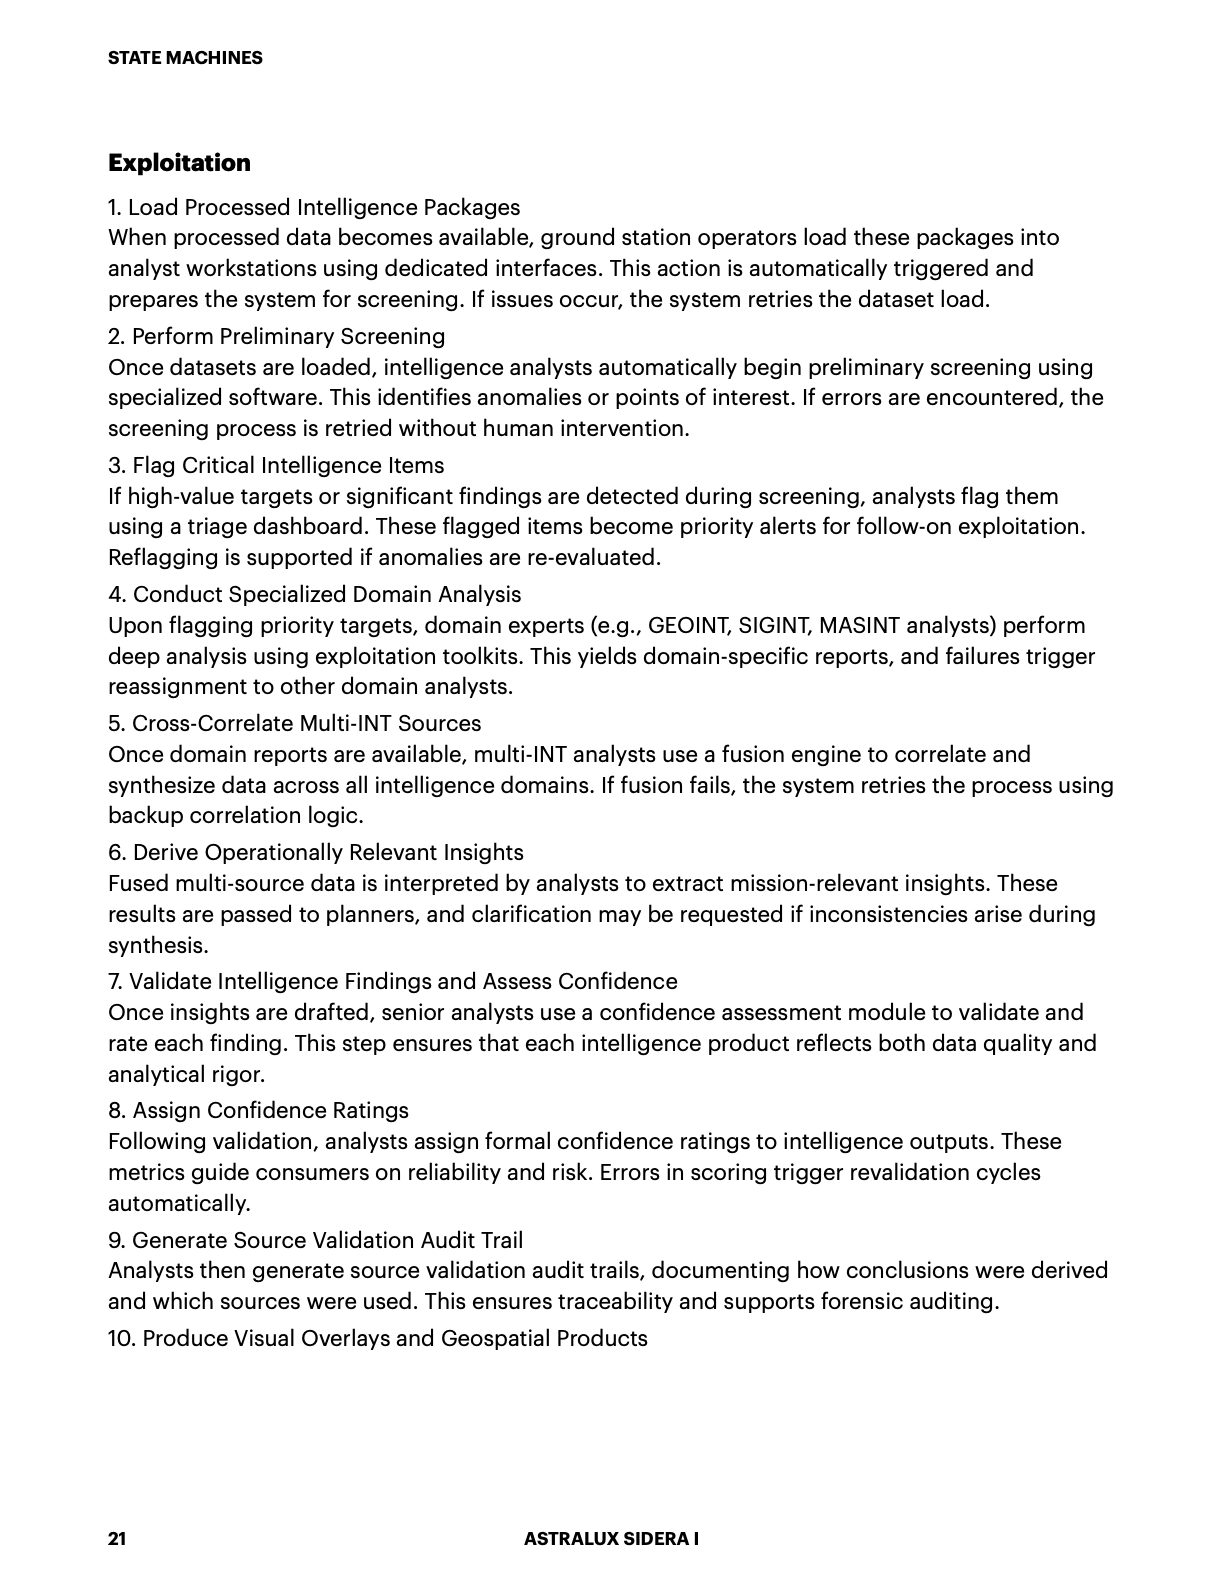 STATE MACHINES
Exploitation
1. Load Processed Intelligence Packages
When processed data becomes available, ground station operators load these packages into
analyst workstations using dedicated interfaces. This action is automatically triggered and
prepares the system for screening. If issues occur, the system retries the dataset load.
2. Perform Preliminary Screening
Once datasets are loaded, intelligence analysts automatically begin preliminary screening using
specialized software. This identifies anomalies or points of interest. If errors are encountered, the
screening process is retried without human intervention.
3. Flag Critical Intelligence Items
If high-value targets or significant findings are detected during screening, analysts flag them
using a triage dashboard. These flagged items become priority alerts for follow-on exploitation.
Reflagging is supported if anomalies are re-evaluated.
4. Conduct Specialized Domain Analysis
Upon flagging priority targets, domain experts (e.g., GEOINT, SIGINT, MASINT analysts) perform
deep analysis using exploitation toolkits. This yields domain-specific reports, and failures trigger
reassignment to other domain analysts.
5. Cross-Correlate Multi-INT Sources
Once domain reports are available, multi-INT analysts use a fusion engine to correlate and
synthesize data across all intelligence domains. If fusion fails, the system retries the process using
backup correlation logic.
6. Derive Operationally Relevant Insights
Fused multi-source data is interpreted by analysts to extract mission-relevant insights. These
results are passed to planners, and clarification may be requested if inconsistencies arise during
synthesis.
7. Validate Intelligence Findings and Assess Confidence
Once insights are drafted, senior analysts use a confidence assessment module to validate and
rate each finding. This step ensures that each intelligence product reflects both data quality and
analytical rigor.
8. Assign Confidence Ratings
Following validation, analysts assign formal confidence ratings to intelligence outputs. These
metrics guide consumers on reliability and risk. Errors in scoring trigger revalidation cycles
automatically.
9. Generate Source Validation Audit Trail
Analysts then generate source validation audit trails, documenting how conclusions were derived
and which sources were used. This ensures traceability and supports forensic auditing.
10. Produce Visual Overlays and Geospatial Products
21 ASTRALUX SIDERA I